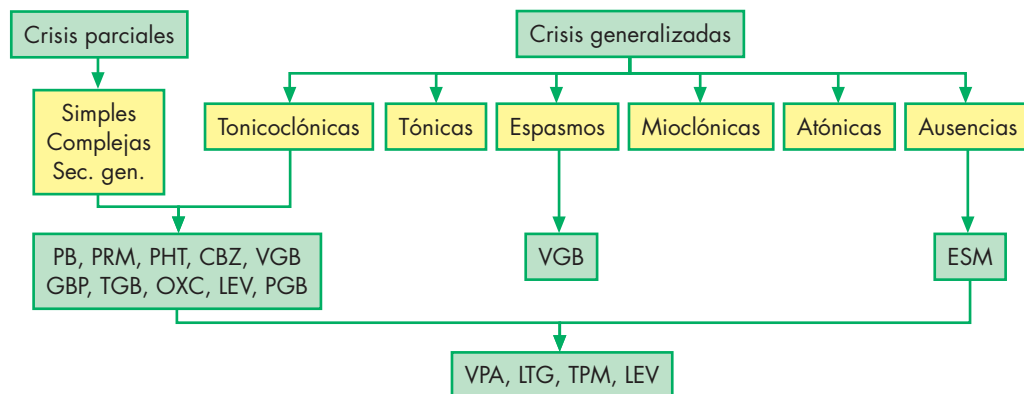 Crisis parciales
Crisis generalizadas
Simples
Complejas
Sec. gen.
Tonicoclónicas
Tónicas
Espasmos
Mioclónicas
Atónicas
Ausencias
PB, PRM, PHT, CBZ, VGB
GBP, TGB, OXC, LEV, PGB
VGB
ESM
VPA, LTG, TPM, LEV